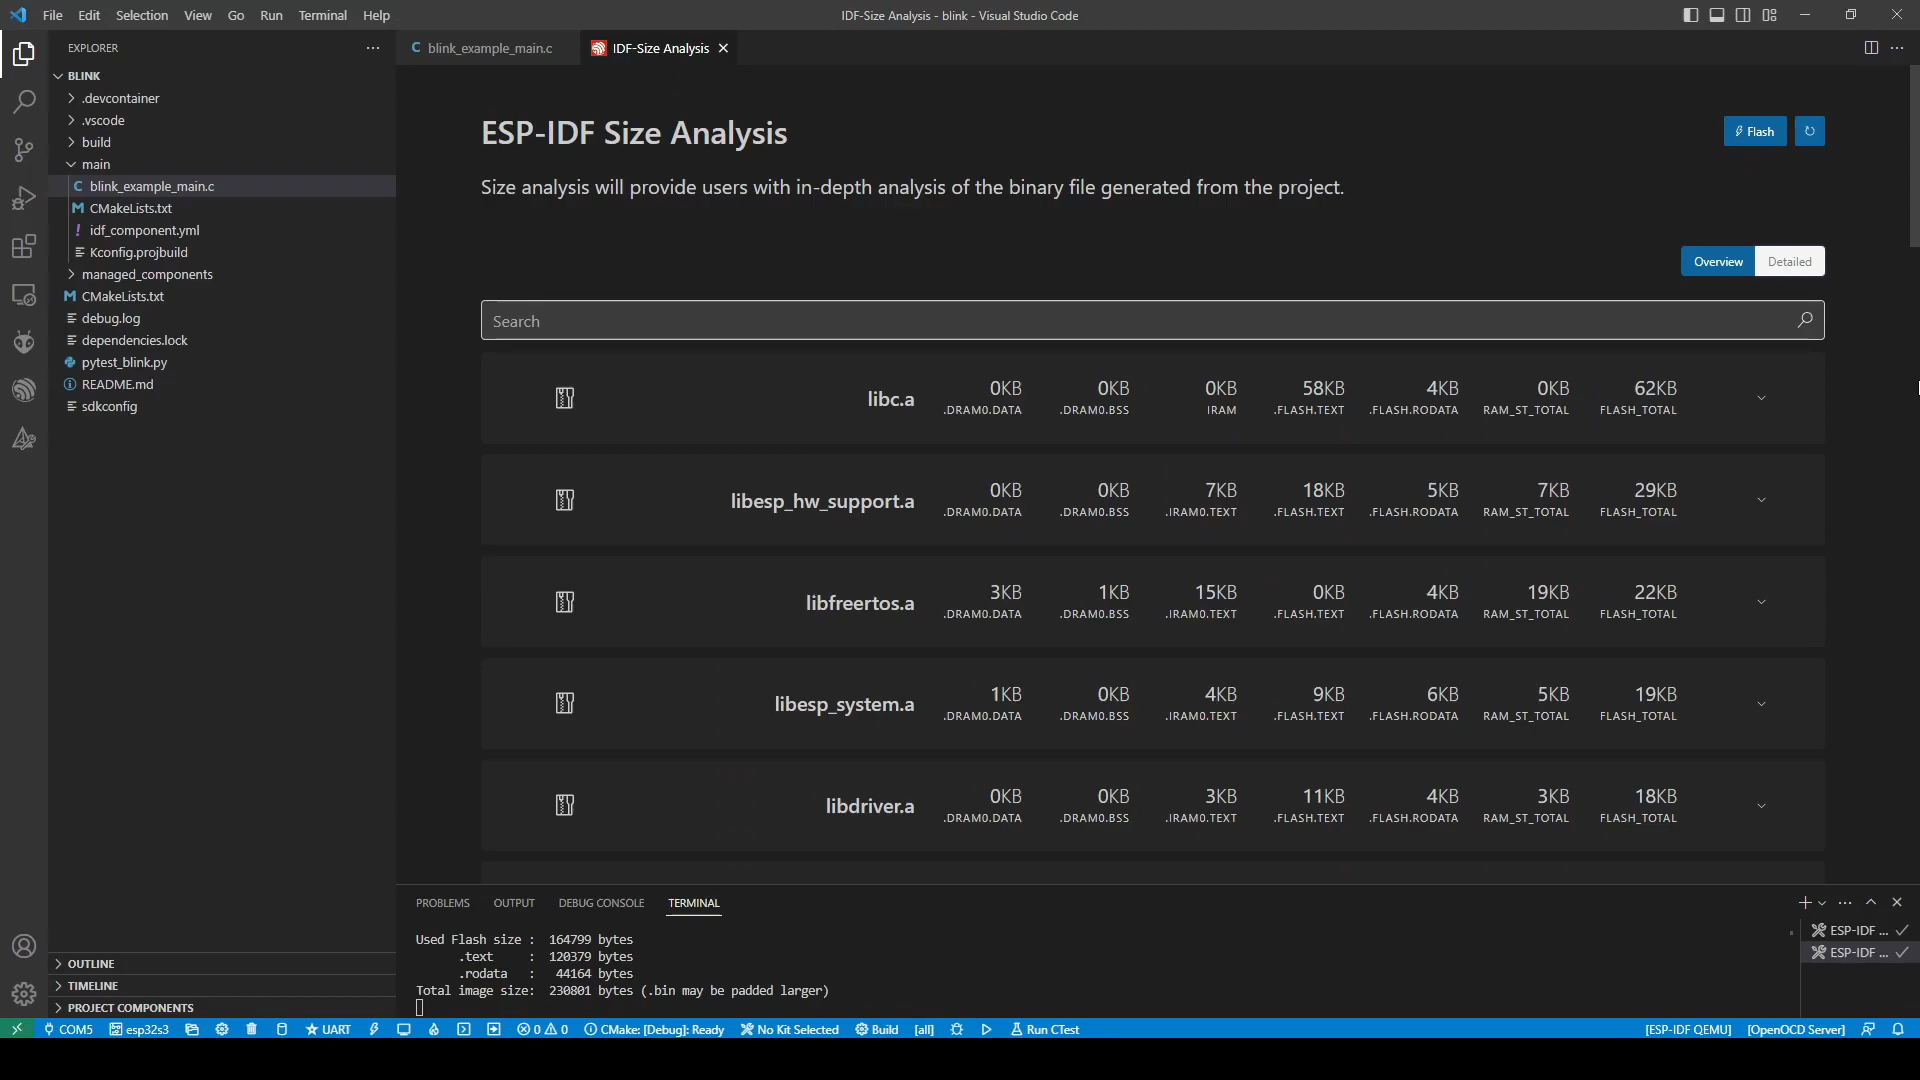 File Edit Selection View Go Run Terminal Help
IDF-Size Analysis - blink - Visual Studio Code
EXPLORER
BLINK
.devcontainer
.vscode
build
main
C blink_example_main.c
M CMakeLists.txt
! idf_component.yml
Kconfig.projbuild
managed_components
M CMakeLists.txt
debug.log
dependencies.lock
pytest_blink.py
README.md
sdkconfig
OUTLINE
TIMELINE
PROJECT COMPONENTS
C blink_example_main.c
IDF-Size Analysis
ESP-IDF Size Analysis
Flash
Size analysis will provide users with in-depth analysis of the binary file generated from the project.
Overview Detailed
Search
libc.a 0KB 0KB 0KB 58KB 4KB 0KB 62KB
.DRAM0.DATA .DRAM0.BSS IRAM .FLASH.TEXT .FLASH.RODATA RAM_ST_TOTAL FLASH_TOTAL
libesp_hw_support.a 0KB 0KB 7KB 18KB 5KB 7KB 29KB
.DRAM0.DATA .DRAM0.BSS .IRAM0.TEXT .FLASH.TEXT .FLASH.RODATA RAM_ST_TOTAL FLASH_TOTAL
libfreertos.a 3KB 1KB 15KB 0KB 4KB 19KB 22KB
.DRAM0.DATA .DRAM0.BSS .IRAM0.TEXT .FLASH.TEXT .FLASH.RODATA RAM_ST_TOTAL FLASH_TOTAL
libesp_system.a 1KB 0KB 4KB 9KB 6KB 5KB 19KB
.DRAM0.DATA .DRAM0.BSS .IRAM0.TEXT .FLASH.TEXT .FLASH.RODATA RAM_ST_TOTAL FLASH_TOTAL
libdriver.a 0KB 0KB 3KB 11KB 4KB 3KB 18KB
.DRAM0.DATA .DRAM0.BSS .IRAM0.TEXT .FLASH.TEXT .FLASH.RODATA RAM_ST_TOTAL FLASH_TOTAL
PROBLEMS OUTPUT DEBUG CONSOLE TERMINAL
Used Flash size : 164799 bytes
.text : 120379 bytes
.rodata : 44164 bytes
Total image size: 230801 bytes (.bin may be padded larger)
ESP-IDF ...
ESP-IDF ...
COM5 esp32s3 UART 0 0 CMake: [Debug]: Ready No Kit Selected Build [all] Run CTest [ESP-IDF QEMU] [OpenOCD Server]